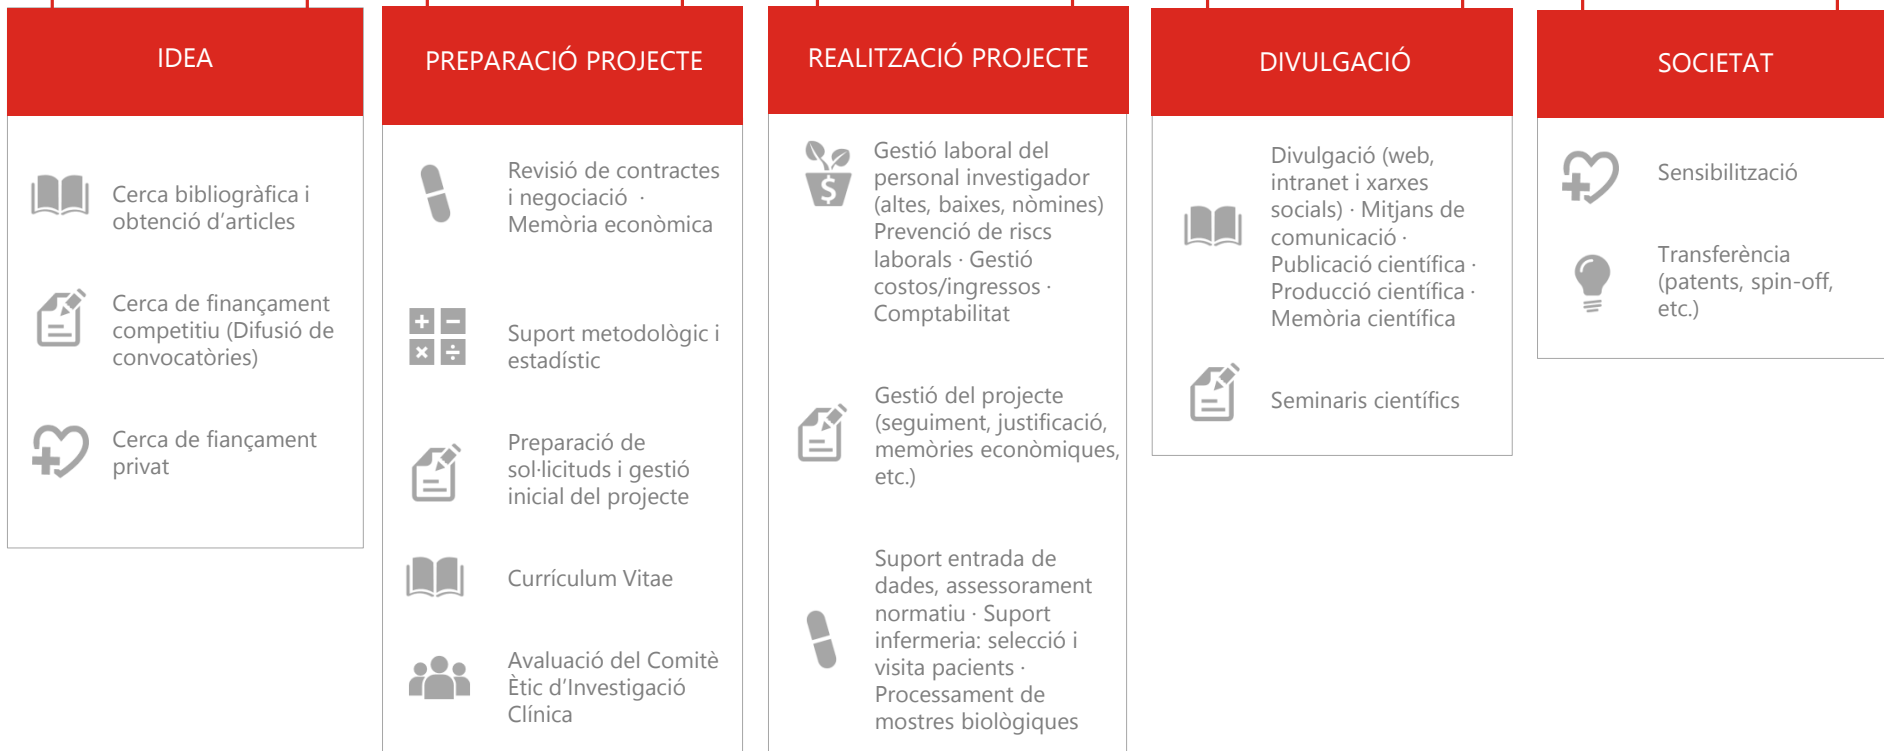 IDEA
Cerca bibliogràfica i
obtenció d’articles
Cerca de finançament
competitiu (Difusió de
convocatòries)
Cerca de fiançament
privat
PREPARACIÓ PROJECTE
Revisió de contractes
i negociació ·
Memòria econòmica
Suport metodològic i
estadístic
Preparació de
sol·licituds i gestió
inicial del projecte
Currículum Vitae
Avaluació del Comitè
Ètic d’Investigació
Clínica
REALITZACIÓ PROJECTE
Gestió laboral del
personal investigador
(altes, baixes, nòmines)
Prevenció de riscs
laborals · Gestió
costos/ingressos ·
Comptabilitat
Gestió del projecte
(seguiment, justificació,
memòries econòmiques,
etc.)
Suport entrada de
dades, assessorament
normatiu · Suport
infermeria: selecció i
visita pacients ·
Processament de
mostres biològiques
DIVULGACIÓ
Divulgació (web,
intranet i xarxes
socials) · Mitjans de
comunicació ·
Publicació científica ·
Producció científica ·
Memòria científica
Seminaris científics
SOCIETAT
Sensibilització
Transferència
(patents, spin-off,
etc.)